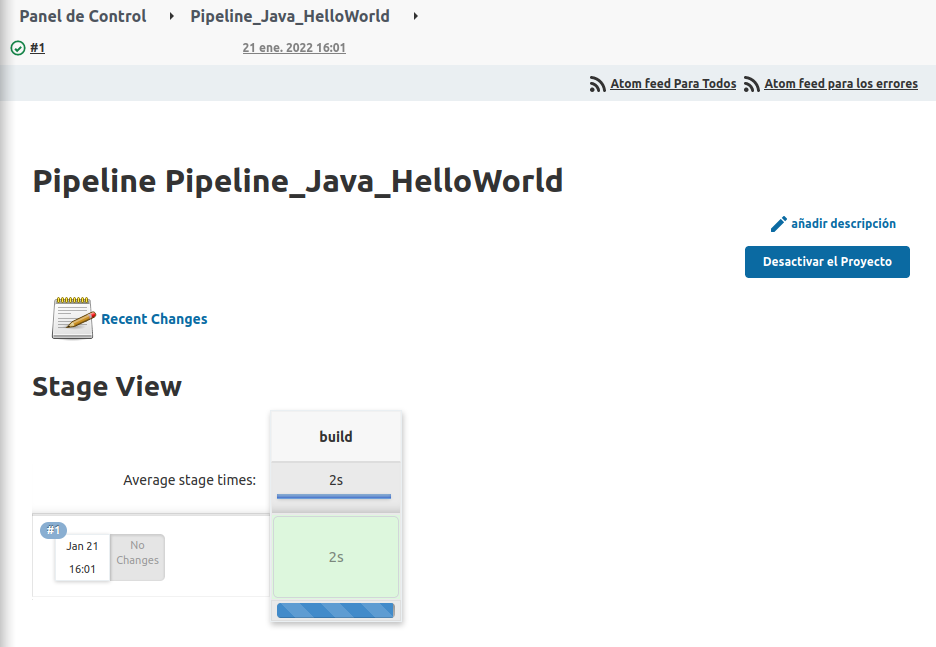 Panel de Control Pipeline_Java_HelloWorld
#1 21 ene. 2022 16:01
Atom feed Para Todos Atom feed para los errores
Pipeline Pipeline_Java_HelloWorld
añadir descripción
Desactivar el Proyecto
Recent Changes
Stage View
build
Average stage times: 2s
#1
Jan 21
16:01
No
Changes
2s